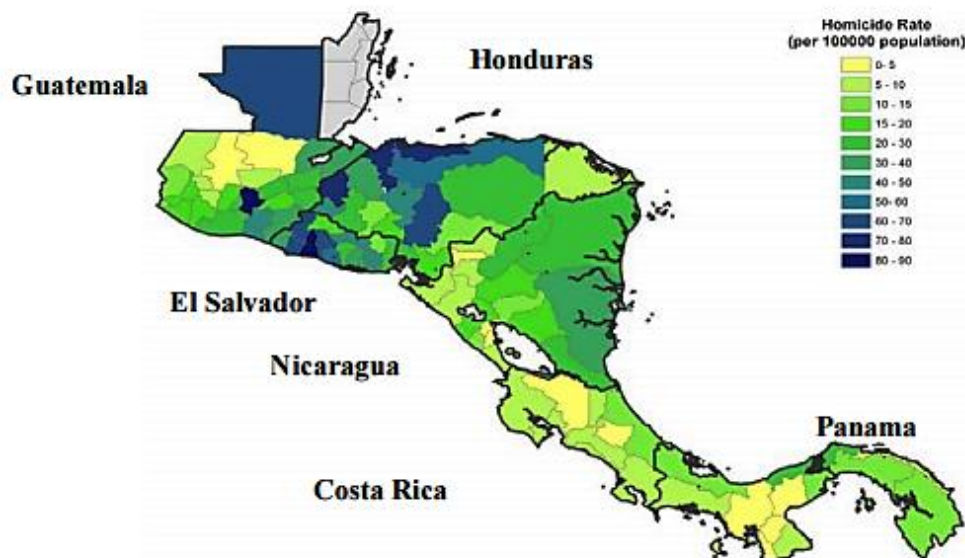 Homicide Rate
(per 100000 population)
Honduras
Guatemala
0- 5
5 - 10
10 - 15
15 - 20
20 - 30
30 - 40
40 - 50
50- 60
60 - 70
70 - 80
80 - 90
El Salvador
Nicaragua
Panama
Costa Rica